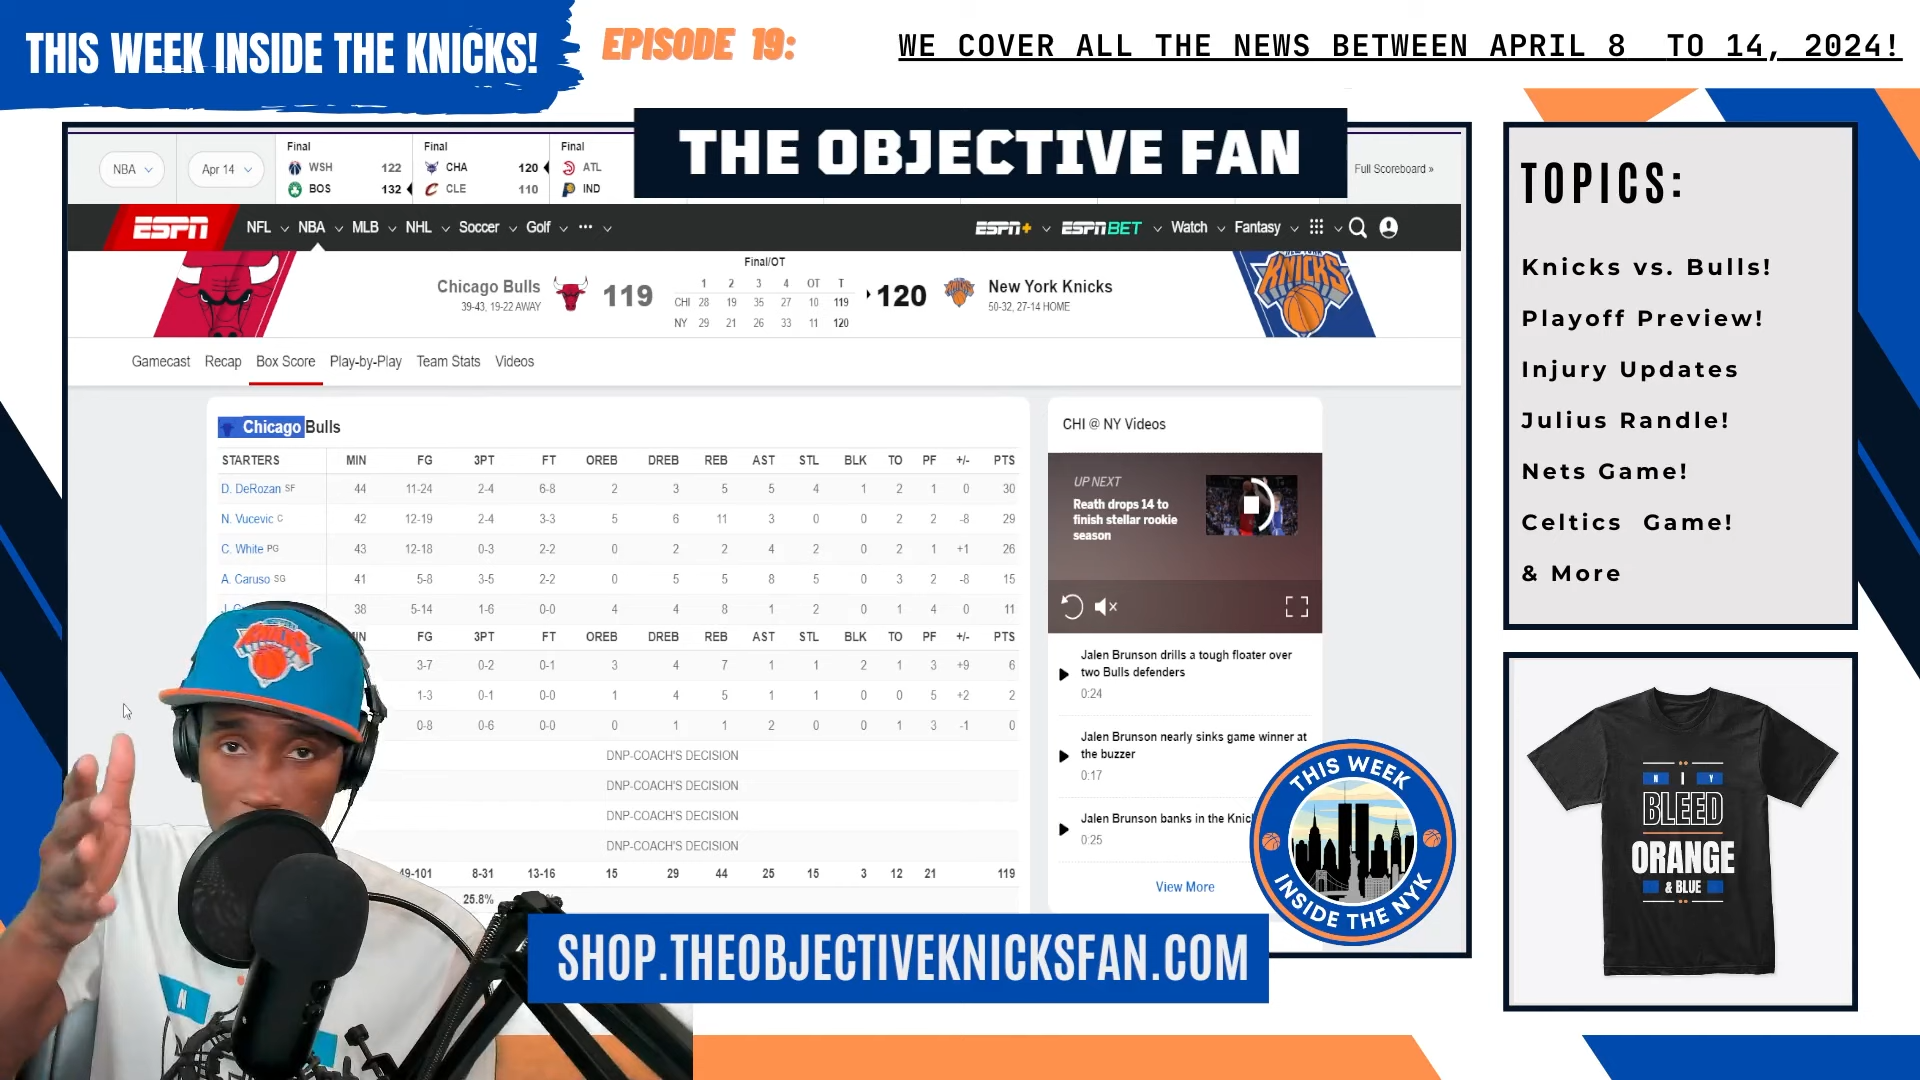 THIS WEEK INSIDE THE KNICKS!
EPISODE 19:
WE COVER ALL THE NEWS BETWEEN APRIL 8 TO 14, 2024!
THE OBJECTIVE FAN
NBA
Apr 14
Final
WSH 122
BOS 132
Final
CHA 120
CLE 110
Final
ATL
IND
Full Scoreboard »
ESPN NFL NBA MLB NHL Soccer Golf ... ESPN+ ESPN BET Watch Fantasy
Final/OT
Chicago Bulls
39-43, 19-22 AWAY
119
1 2 3 4 OT T
CHI 28 19 35 27 10 119
NY 29 21 26 33 11 120
120
New York Knicks
50-32, 27-14 HOME
KNICKS
Gamecast Recap Box Score Play-by-Play Team Stats Videos
Chicago Bulls
STARTERS MIN FG 3PT FT OREB DREB REB AST STL BLK TO PF +/- PTS
D. DeRozan SF 44 11-24 2-4 6-8 2 3 5 5 4 1 2 1 0 30
N. Vucevic C 42 12-19 2-4 3-3 5 6 11 3 0 0 2 2 -8 29
C. White PG 43 12-18 0-3 2-2 0 2 2 4 2 0 2 1 +1 26
A. Caruso SG 41 5-8 3-5 2-2 0 5 5 8 5 0 3 2 -8 15
38 5-14 1-6 0-0 4 4 8 1 2 0 1 4 0 11
FG 3PT FT OREB DREB REB AST STL BLK TO PF +/- PTS
3-7 0-2 0-1 3 4 7 1 1 2 1 3 +9 6
1-3 0-1 0-0 1 4 5 1 1 0 0 5 +2 2
0-8 0-6 0-0 0 1 1 2 0 0 1 3 -1 0
DNP-COACH'S DECISION
DNP-COACH'S DECISION
DNP-COACH'S DECISION
DNP-COACH'S DECISION
49-101 8-31 13-16 15 29 44 25 15 3 12 21 119
25.8%
CHI @ NY Videos
UP NEXT
Reath drops 14 to
finish stellar rookie
season
Jalen Brunson drills a tough floater over
two Bulls defenders
0:24
Jalen Brunson nearly sinks game winner at
the buzzer
0:17
Jalen Brunson banks in the
0:25
View More
THIS WEEK
INSIDE THE NYK
SHOP.THEOBJECTIVEKNICKSFAN.COM
TOPICS:
Knicks vs. Bulls!
Playoff Preview!
Injury Updates
Julius Randle!
Nets Game!
Celtics Game!
& More
N I Y
BLEED
ORANGE
& BLUE
KNICKS
N